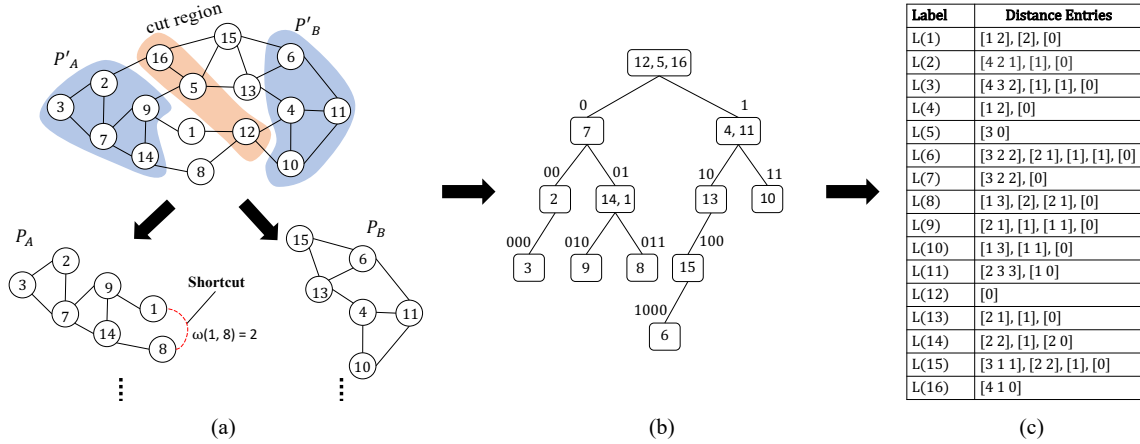 cut region
P'_A
P'_B
15
16
6
2
5
13
3
9
4
11
7
1
12
14
8
10
P_A
P_B
15
2
6
3
9
Shortcut
13
7
1
4
11
14
ω(1, 8) = 2
8
10
⋮
⋮
(a)
12, 5, 16
0
1
7
4, 11
00
01
10
11
2
14, 1
13
10
000
010
011
100
3
9
8
15
1000
6
(b)
Label Distance Entries
L(1) [1 2], [2], [0]
L(2) [4 2 1], [1], [0]
L(3) [4 3 2], [1], [1], [0]
L(4) [1 2], [0]
L(5) [3 0]
L(6) [3 2 2], [2 1], [1], [1], [0]
L(7) [3 2 2], [0]
L(8) [1 3], [2], [2 1], [0]
L(9) [2 1], [1], [1 1], [0]
L(10) [1 3], [1 1], [0]
L(11) [2 3 3], [1 0]
L(12) [0]
L(13) [2 1], [1], [0]
L(14) [2 2], [1], [2 0]
L(15) [3 1 1], [2 2], [1], [0]
L(16) [4 1 0]
(c)